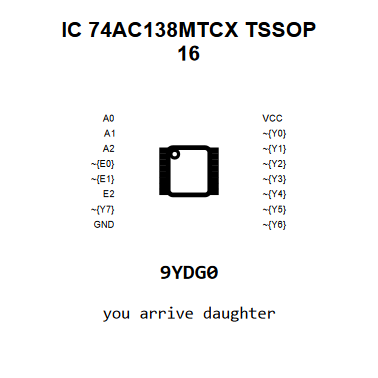 IC 74AC138MTCX TSSOP
16
A0 VCC
A1 ~{Y0}
A2 ~{Y1}
~{E0} ~{Y2}
~{E1} ~{Y3}
E2 ~{Y4}
~{Y7} ~{Y5}
GND ~{Y6}
9YDG0
you arrive daughter